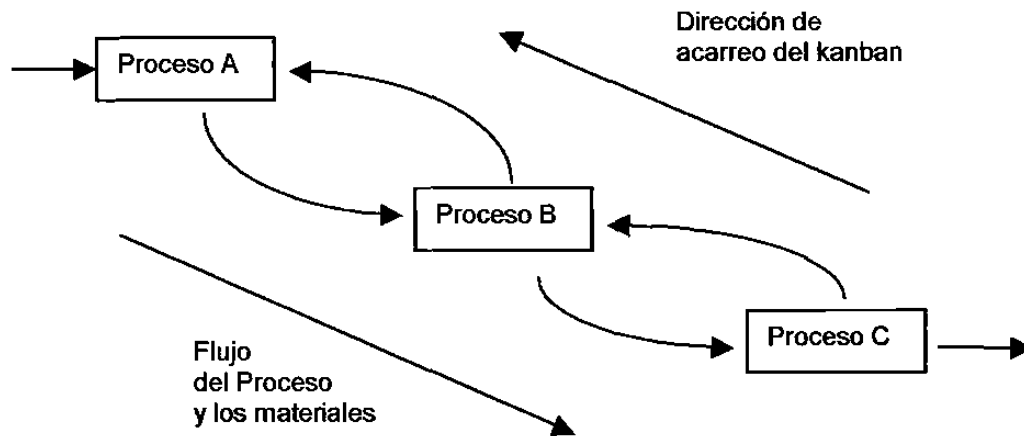 Dirección de
acarreo del kanban
Proceso A
Proceso B
Proceso C
Flujo
del Proceso
y los materiales